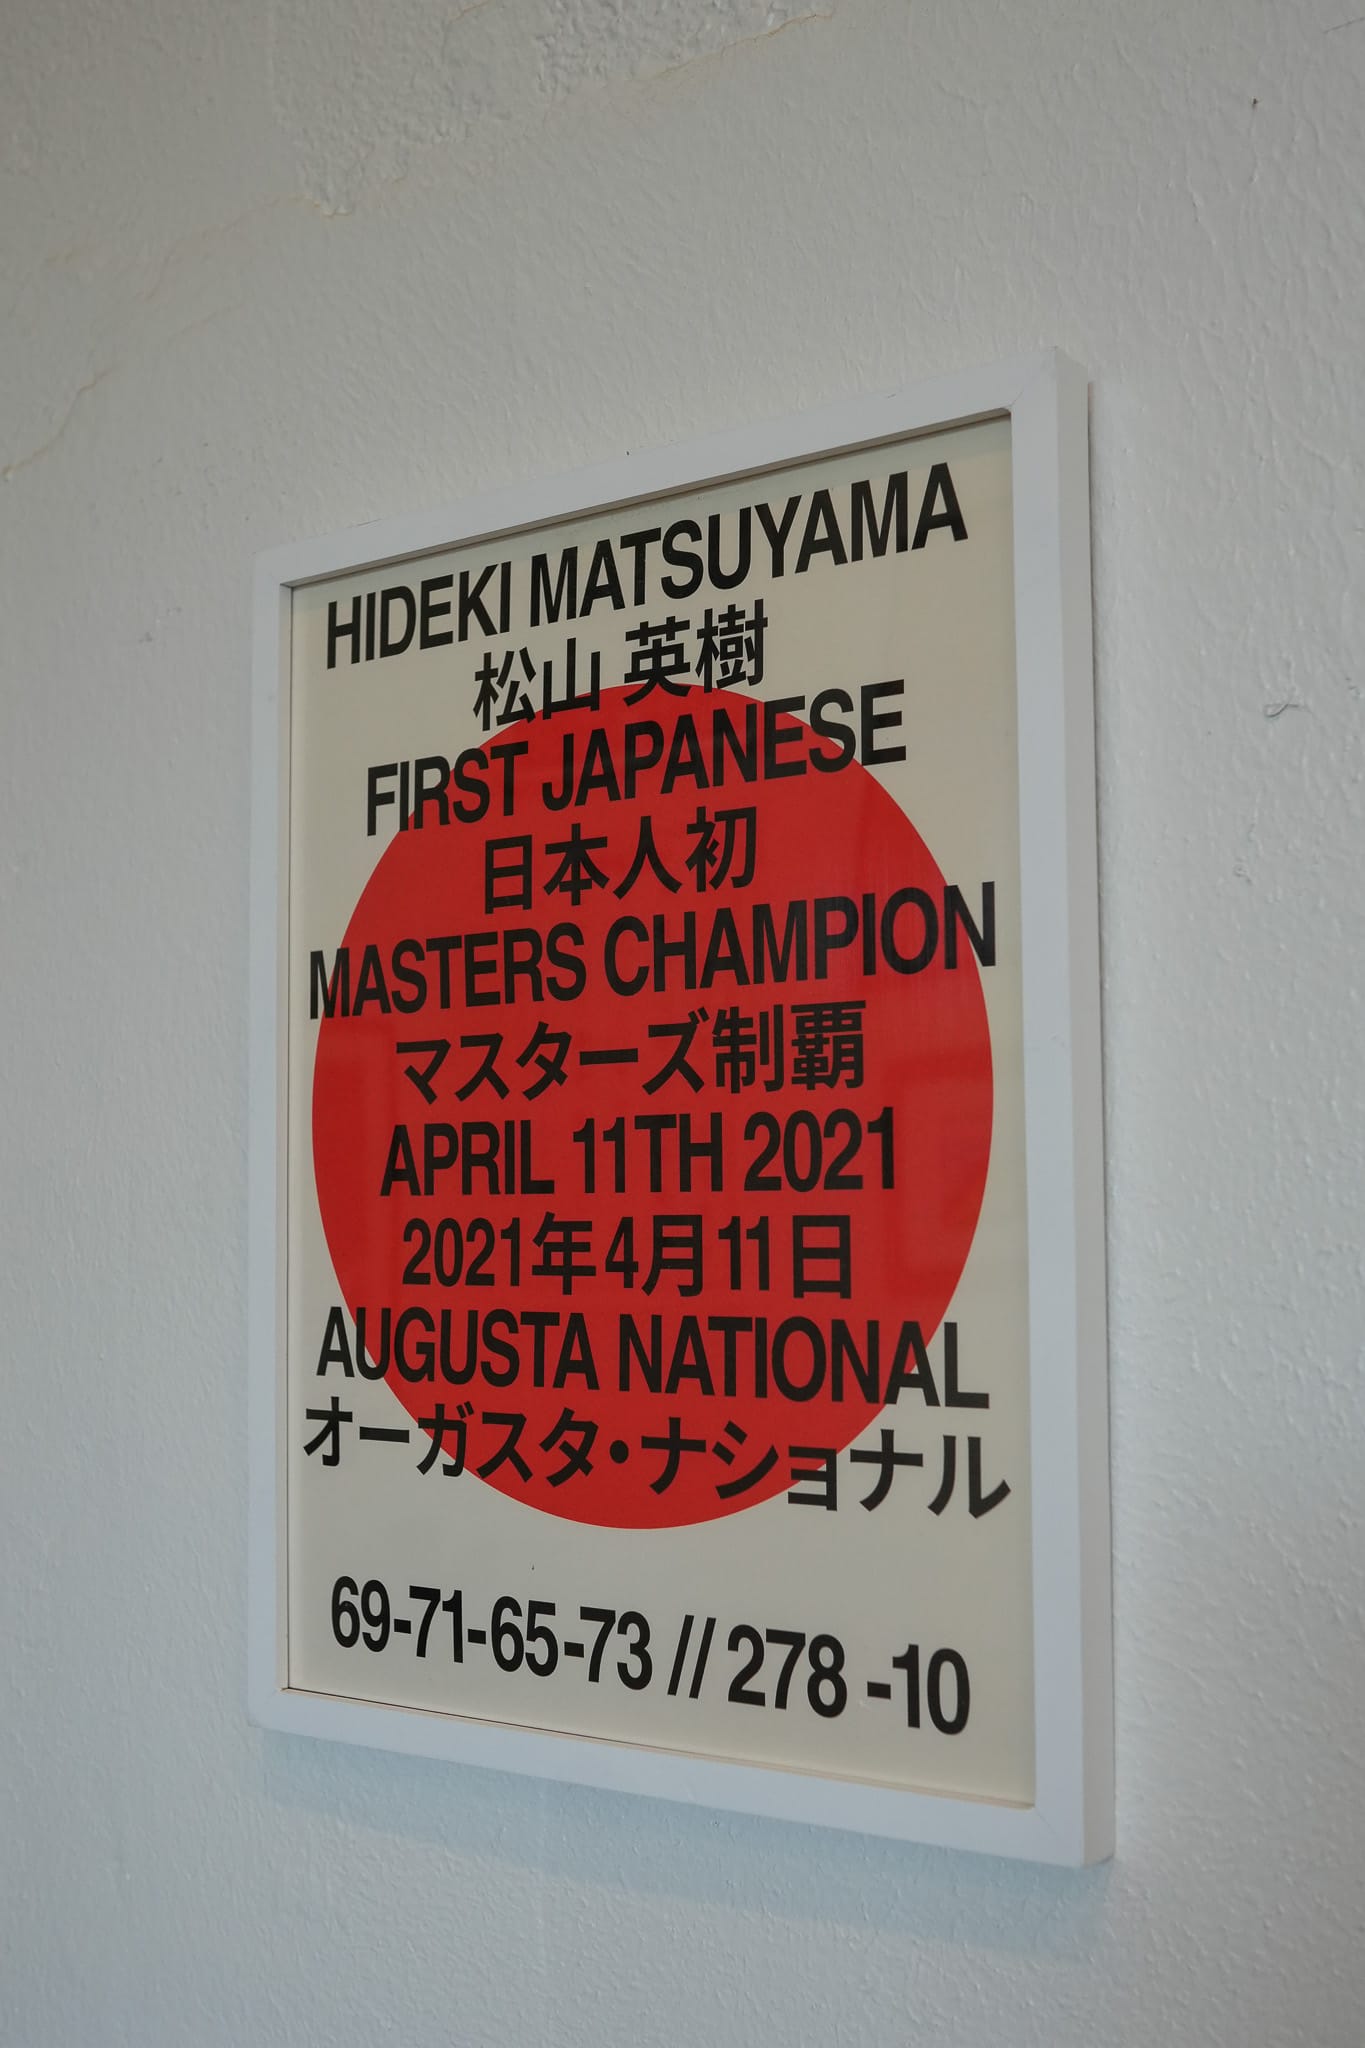 HIDEKI MATSUYAMA
松山 英樹
FIRST JAPANESE
日本人初
MASTERS CHAMPION
マスターズ制覇
APRIL 11TH 2021
2021年4月11日
AUGUSTA NATIONAL
オーガスタ・ナショナル
69-71-65-73 // 278 -10